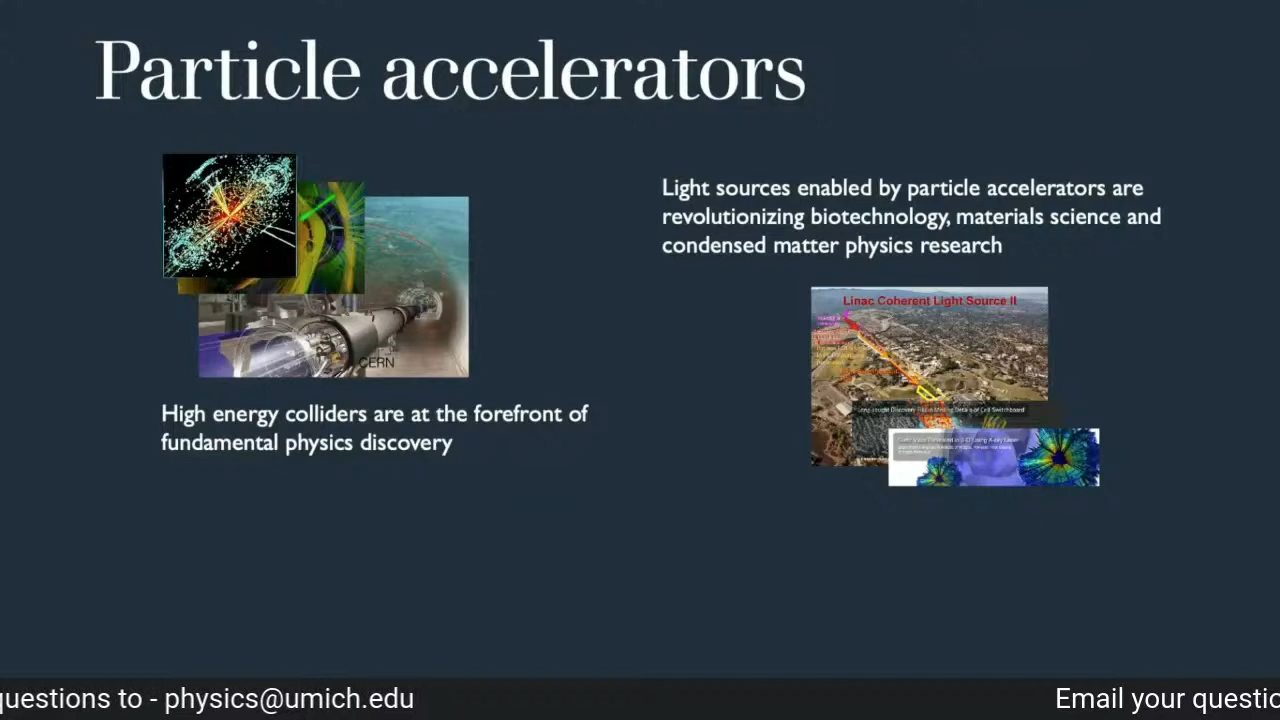 Particle accelerators
Light sources enabled by particle accelerators are
revolutionizing biotechnology, materials science and
condensed matter physics research
CERN
High energy colliders are at the forefront of
fundamental physics discovery
Linac Coherent Light Source II
questions to - physics@umich.edu
Email your questio